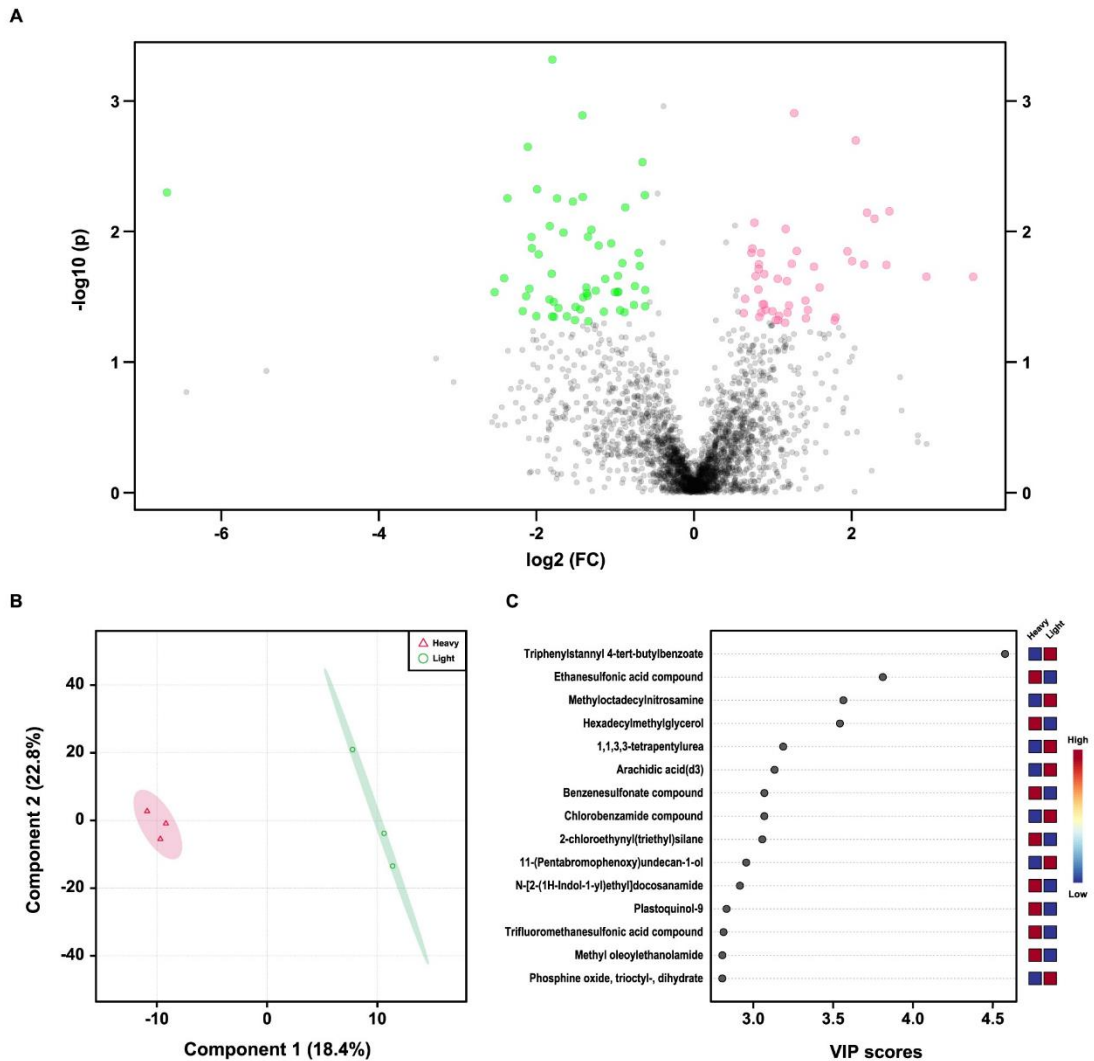 A
-log10 (p)
3
2
1
0
3
2
1
0
-6
-4
-2
0
2
log2 (FC)
B
Heavy
Light
Component 2 (22.8%)
40
20
0
-20
-40
-10
0
10
Component 1 (18.4%)
C
Heavy
Light
Triphenylstannyl 4-tert-butylbenzoate
Ethanesulfonic acid compound
Methyloctadecylnitrosamine
Hexadecylmethylglycerol
1,1,3,3-tetrapentylurea
Arachidic acid(d3)
Benzenesulfonate compound
Chlorobenzamide compound
2-chloroethynyl(triethyl)silane
11-(Pentabromophenoxy)undecan-1-ol
N-[2-(1H-Indol-1-yl)ethyl]docosanamide
Plastoquinol-9
Trifluoromethanesulfonic acid compound
Methyl oleoylethanolamide
Phosphine oxide, trioctyl-, dihydrate
High
Low
3.0
3.5
4.0
4.5
VIP scores